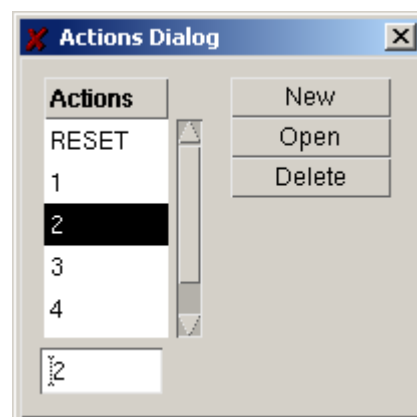 Actions Dialog
Actions
RESET
1
2
3
4
2
New
Open
Delete